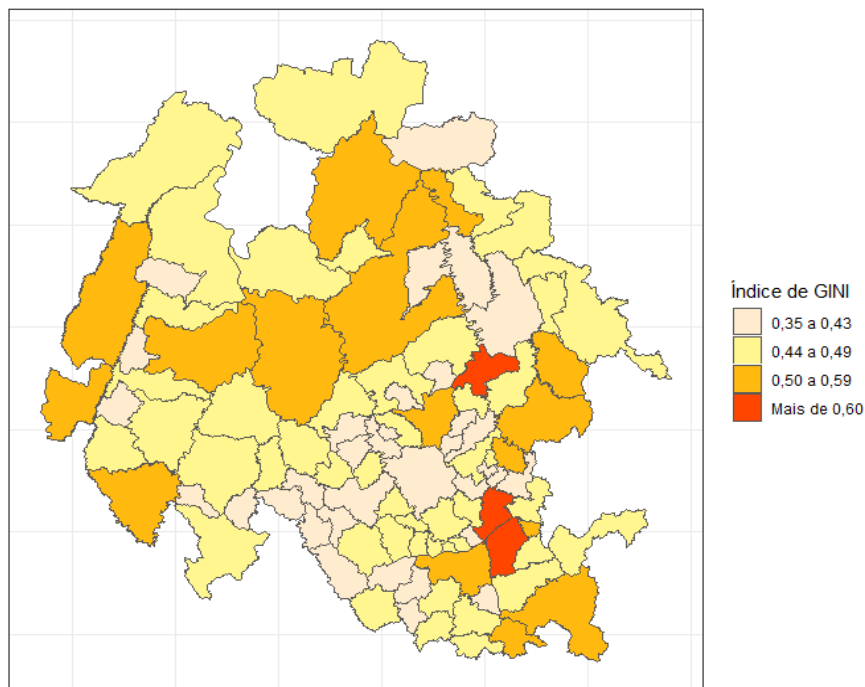 Índice de GINI
0,35 a 0,43
0,44 a 0,49
0,50 a 0,59
Mais de 0,60